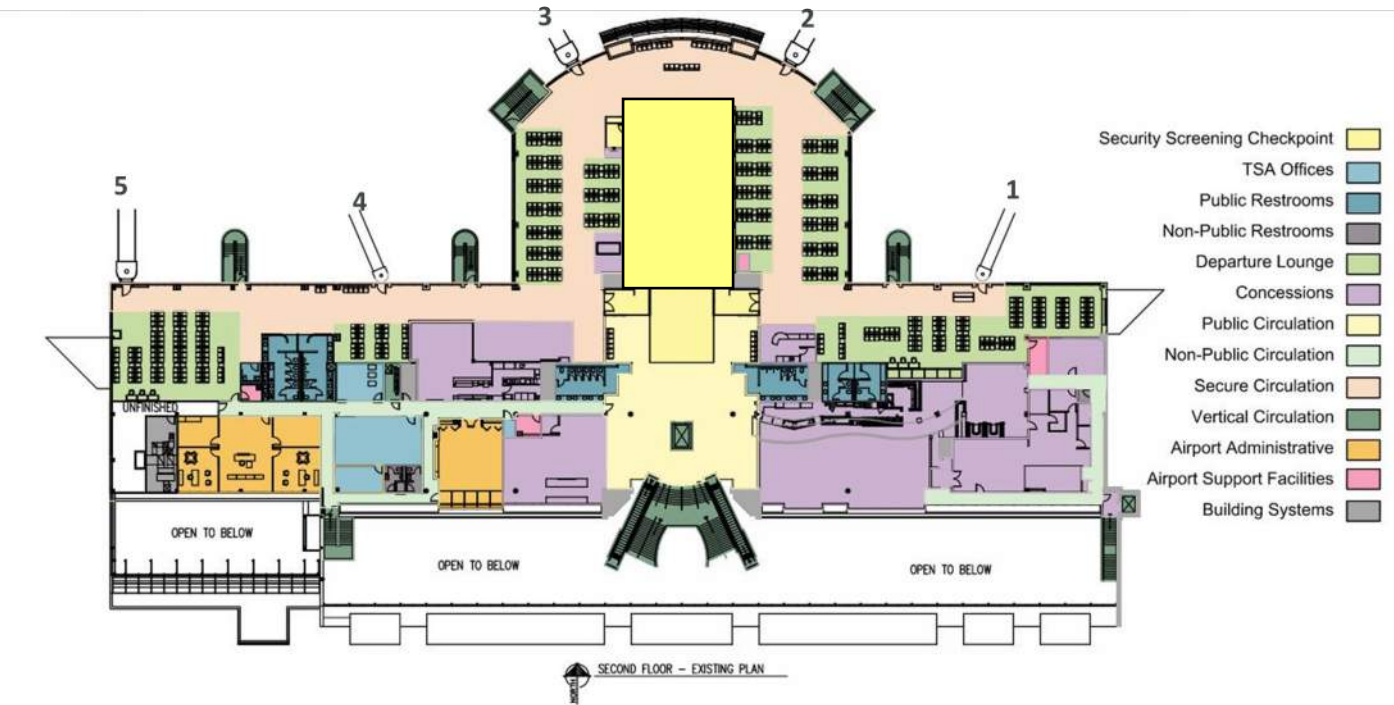 3
2
5
4
1
Security Screening Checkpoint
TSA Offices
Public Restrooms
Non-Public Restrooms
Departure Lounge
Concessions
Public Circulation
Non-Public Circulation
Secure Circulation
Vertical Circulation
Airport Administrative
Airport Support Facilities
Building Systems
UNFINISHED
OPEN TO BELOW
OPEN TO BELOW
OPEN TO BELOW
SECOND FLOOR – EXISTING PLAN